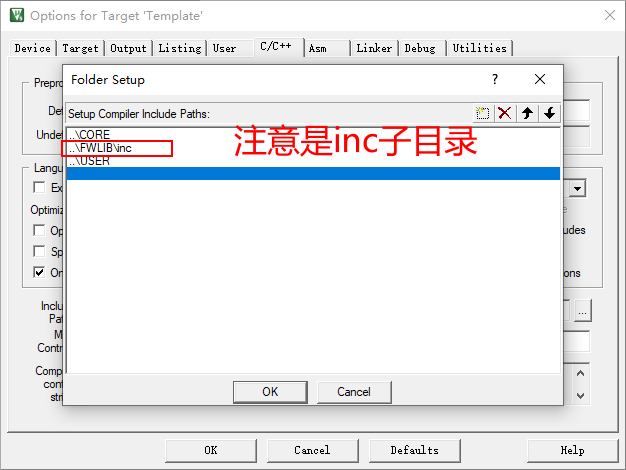 Options for Target 'Template'
Device Target Output Listing User C/C++ Asm Linker Debug Utilities
Folder Setup
Setup Compiler Include Paths:
..\CORE
..\FWLIB\inc
..\USER
注意是inc子目录
OK Cancel
OK Cancel Defaults Help